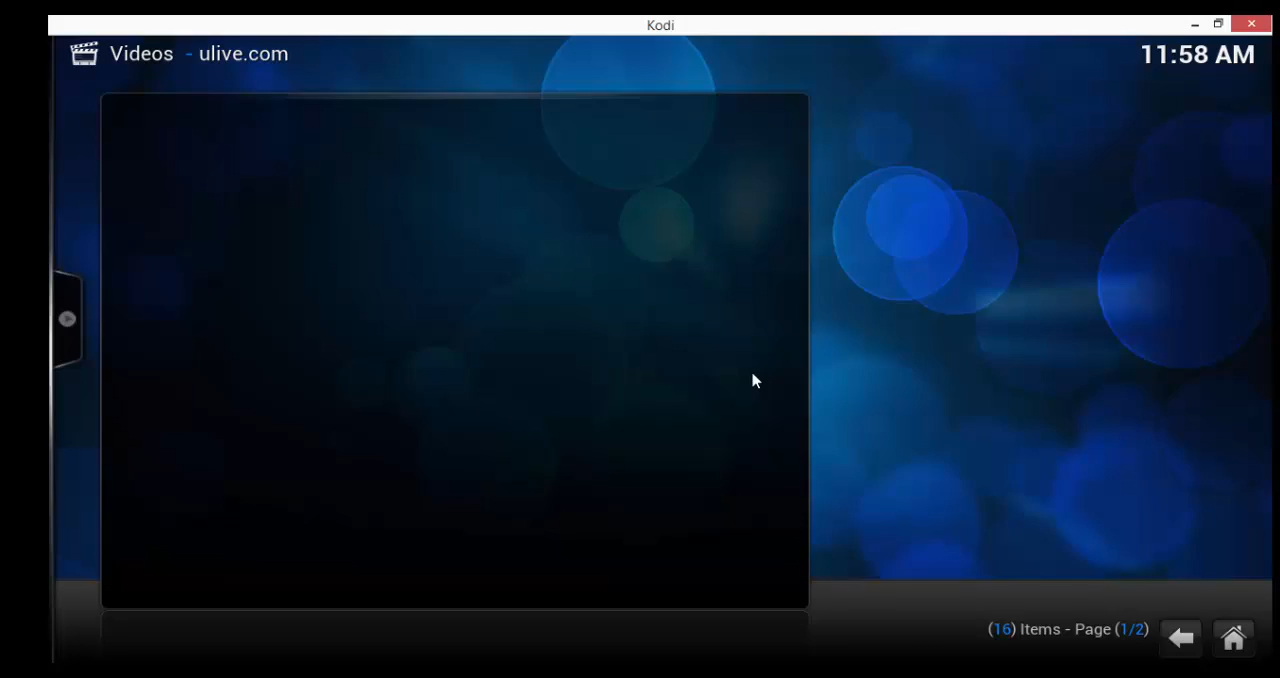 Kodi
Videos - ulive.com
11:58 AM
(16) Items - Page (1/2)